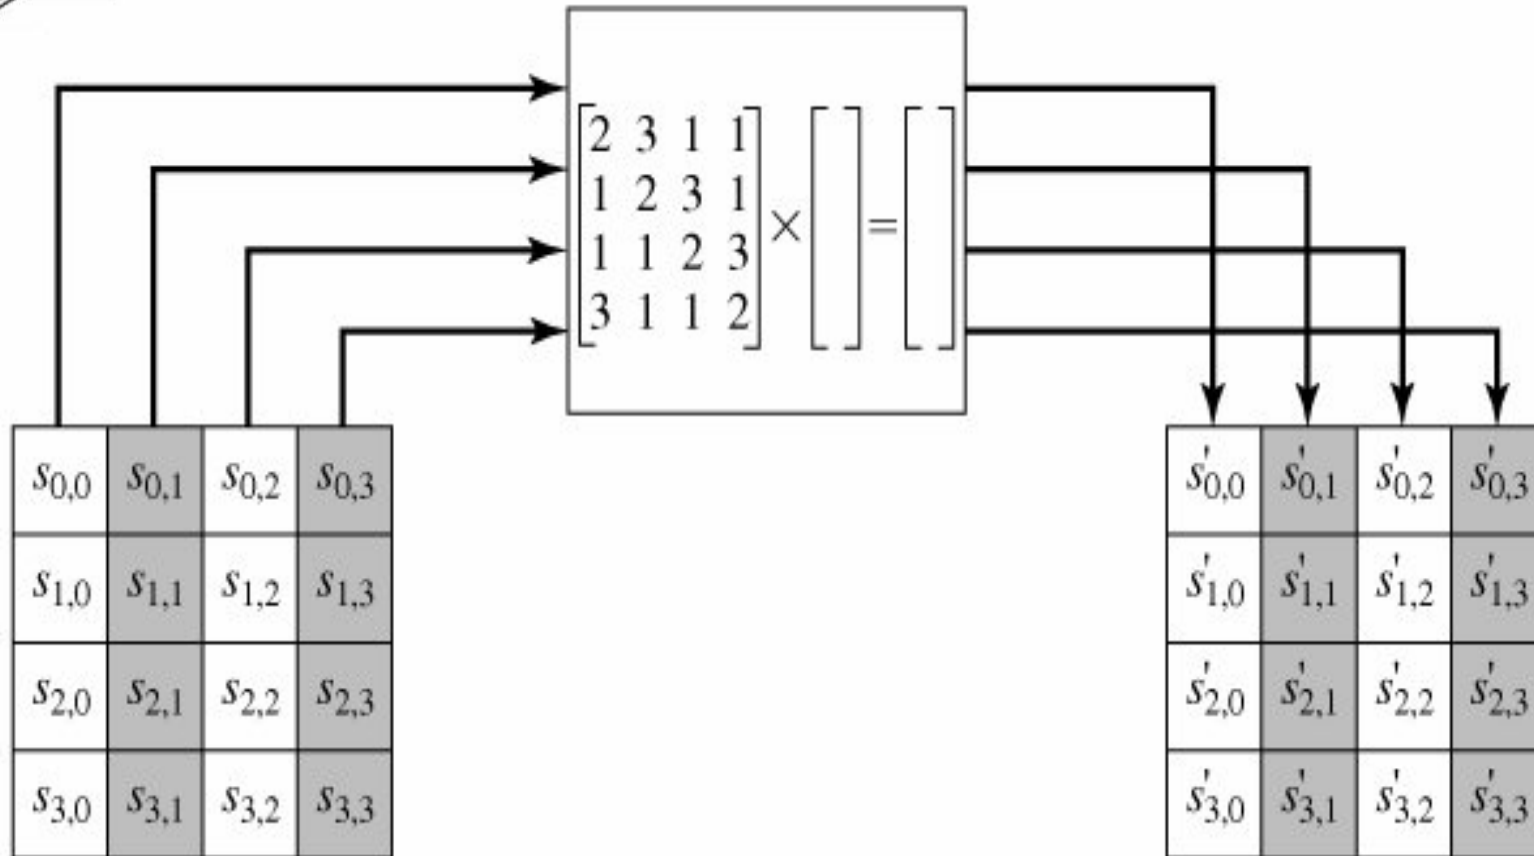 2 3 1 1
1 2 3 1
1 1 2 3
3 1 1 2
× =
s0,0 s0,1 s0,2 s0,3
s1,0 s1,1 s1,2 s1,3
s2,0 s2,1 s2,2 s2,3
s3,0 s3,1 s3,2 s3,3
s'0,0 s'0,1 s'0,2 s'0,3
s'1,0 s'1,1 s'1,2 s'1,3
s'2,0 s'2,1 s'2,2 s'2,3
s'3,0 s'3,1 s'3,2 s'3,3